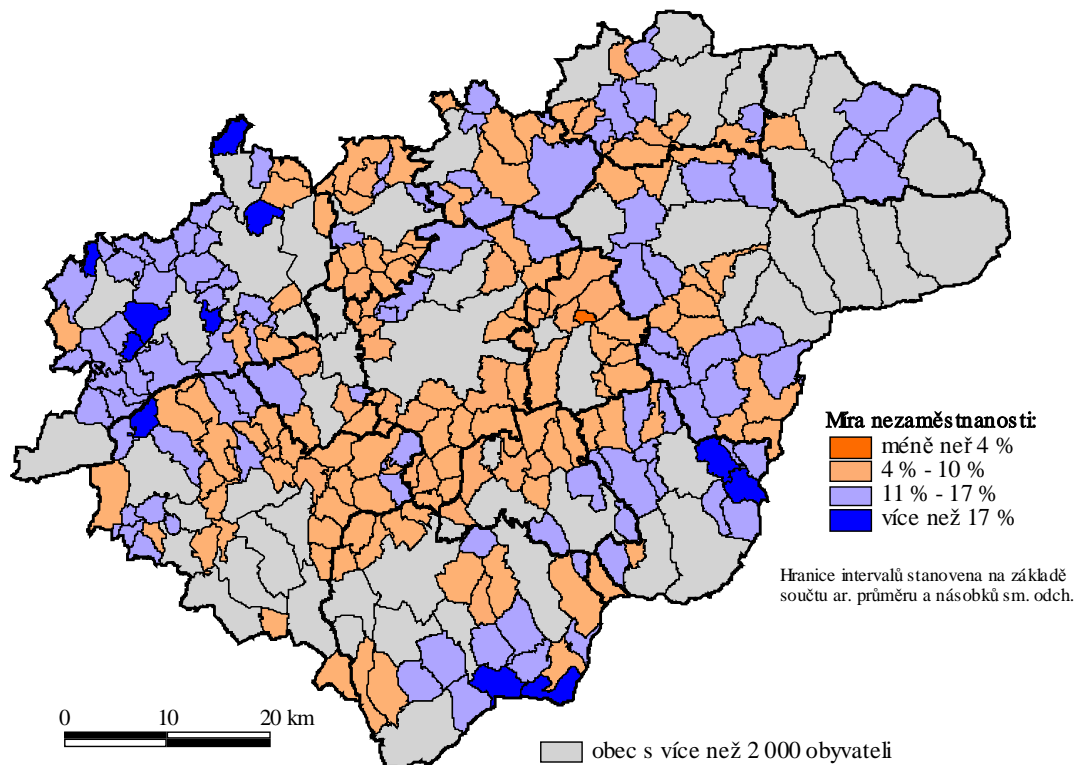 Míra nezaměstnanosti:
méně neř 4 %
4 % - 10 %
11 % - 17 %
více než 17 %
Hranice intervalů stanovena na základě
součtu ar. průměru a násobků sm. odch.
0 10 20 km
obec s více než 2 000 obyvateli